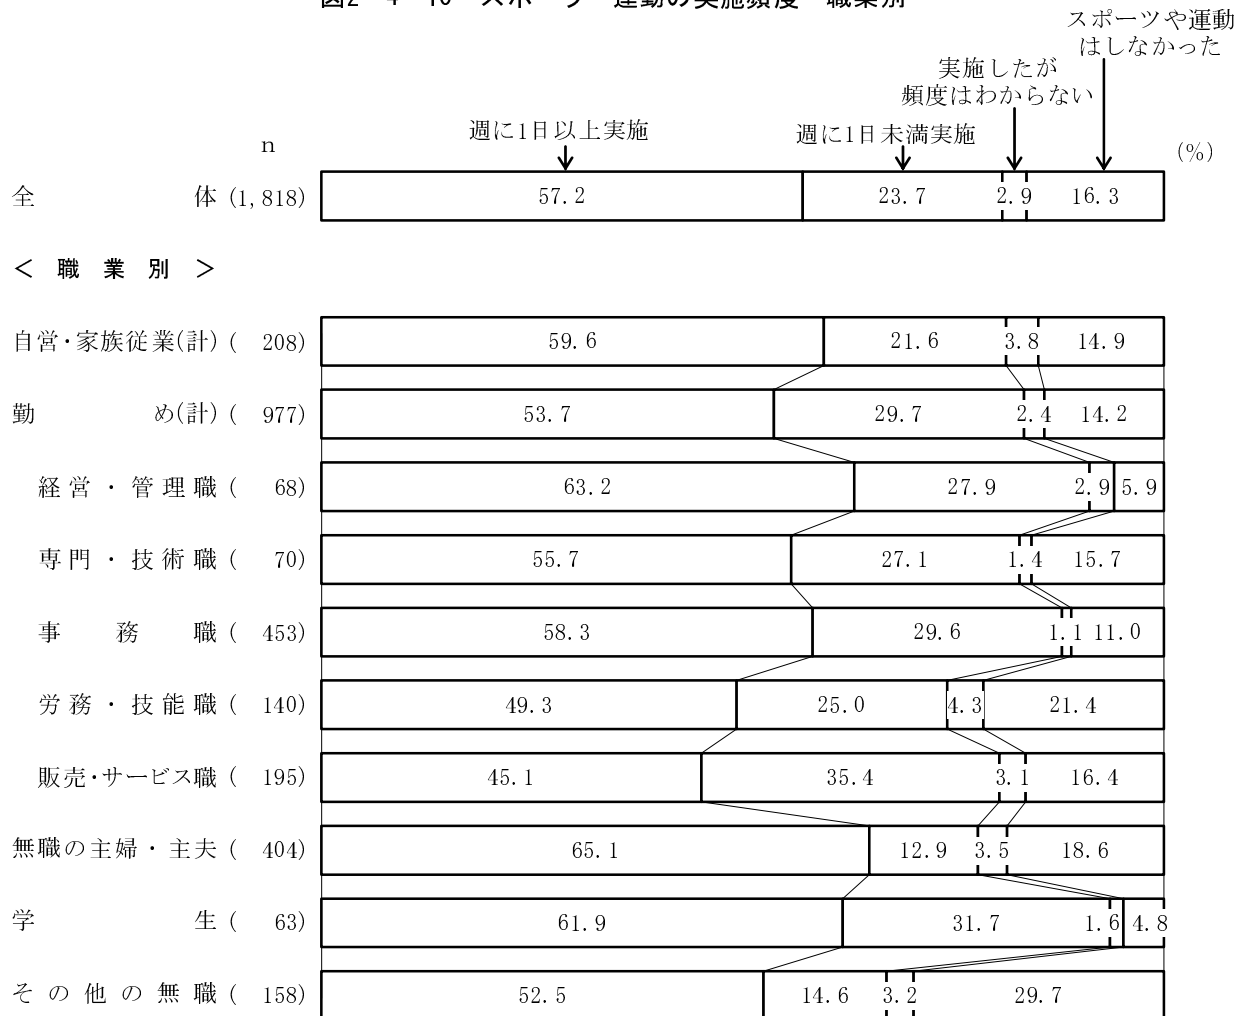 スポーツや運動
はしなかった
実施したが
頻度はわからない
週に1日以上実施
週に1日未満実施
n
(%)
全体 (1,818) 57.2 23.7 2.9 16.3
＜職業別＞
自営・家族従業(計) ( 208) 59.6 21.6 3.8 14.9
勤め(計) ( 977) 53.7 29.7 2.4 14.2
経営・管理職 ( 68) 63.2 27.9 2.9 5.9
専門・技術職 ( 70) 55.7 27.1 1.4 15.7
事務職 ( 453) 58.3 29.6 1.1 11.0
労務・技能職 ( 140) 49.3 25.0 4.3 21.4
販売・サービス職 ( 195) 45.1 35.4 3.1 16.4
無職の主婦・主夫 ( 404) 65.1 12.9 3.5 18.6
学生 ( 63) 61.9 31.7 1.6 4.8
その他の無職 ( 158) 52.5 14.6 3.2 29.7